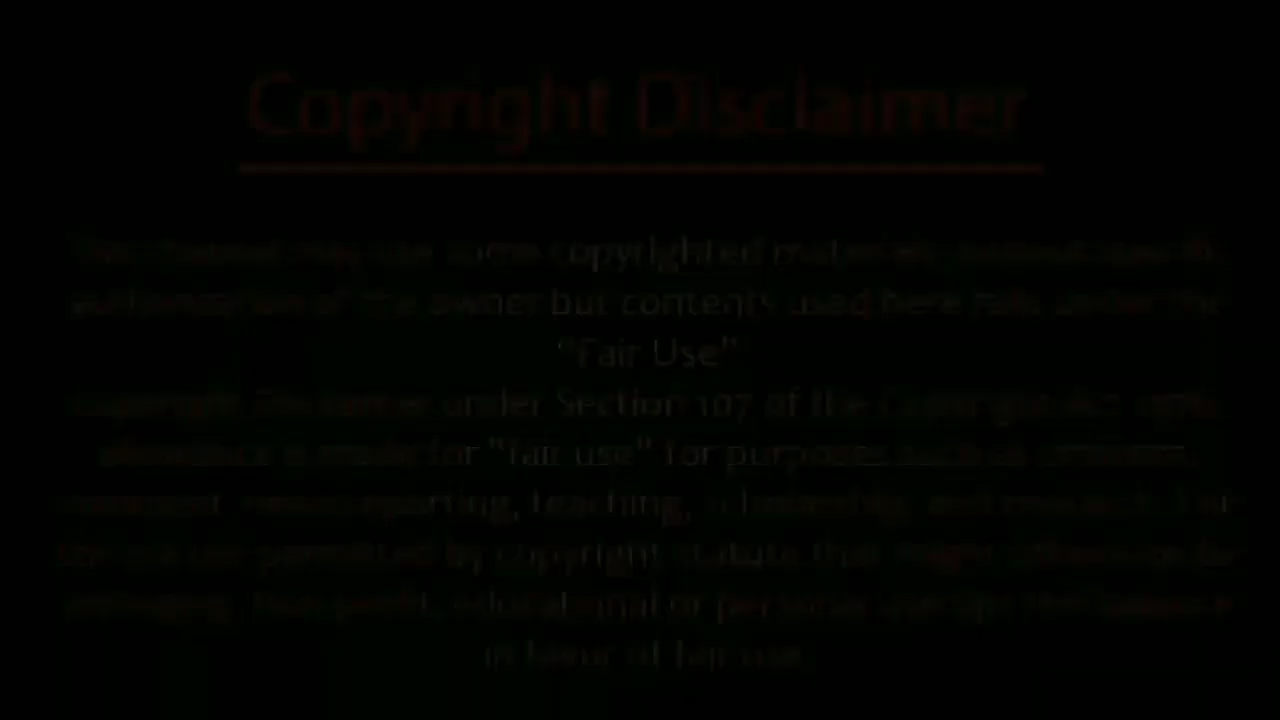 Copyright Disclaimer
This channel may use some copyrighted materials without specific
authorization of the owner but contents used here falls under the
"Fair Use"
Copyright Disclaimer under Section 107 of the Copyright Act 1976,
allowance is made for "fair use" for purposes such as criticism,
comment, news reporting, teaching, scholarship, and research. Fair
use is a use permitted by copyright statute that might otherwise be
infringing. Non-profit, educational or personal use tips the balance
in favor of fair use.